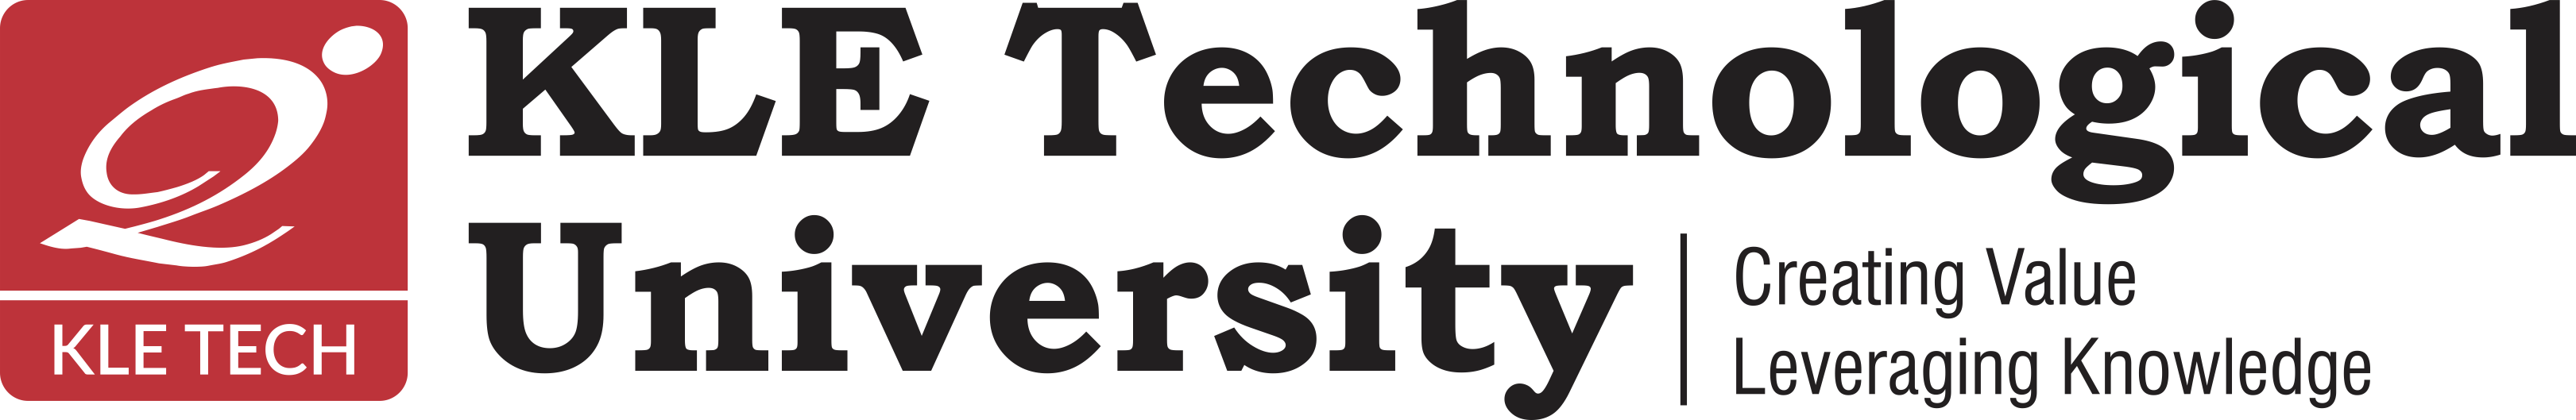 KLE TECH
KLE Technological
University
Creating Value
Leveraging Knowledge